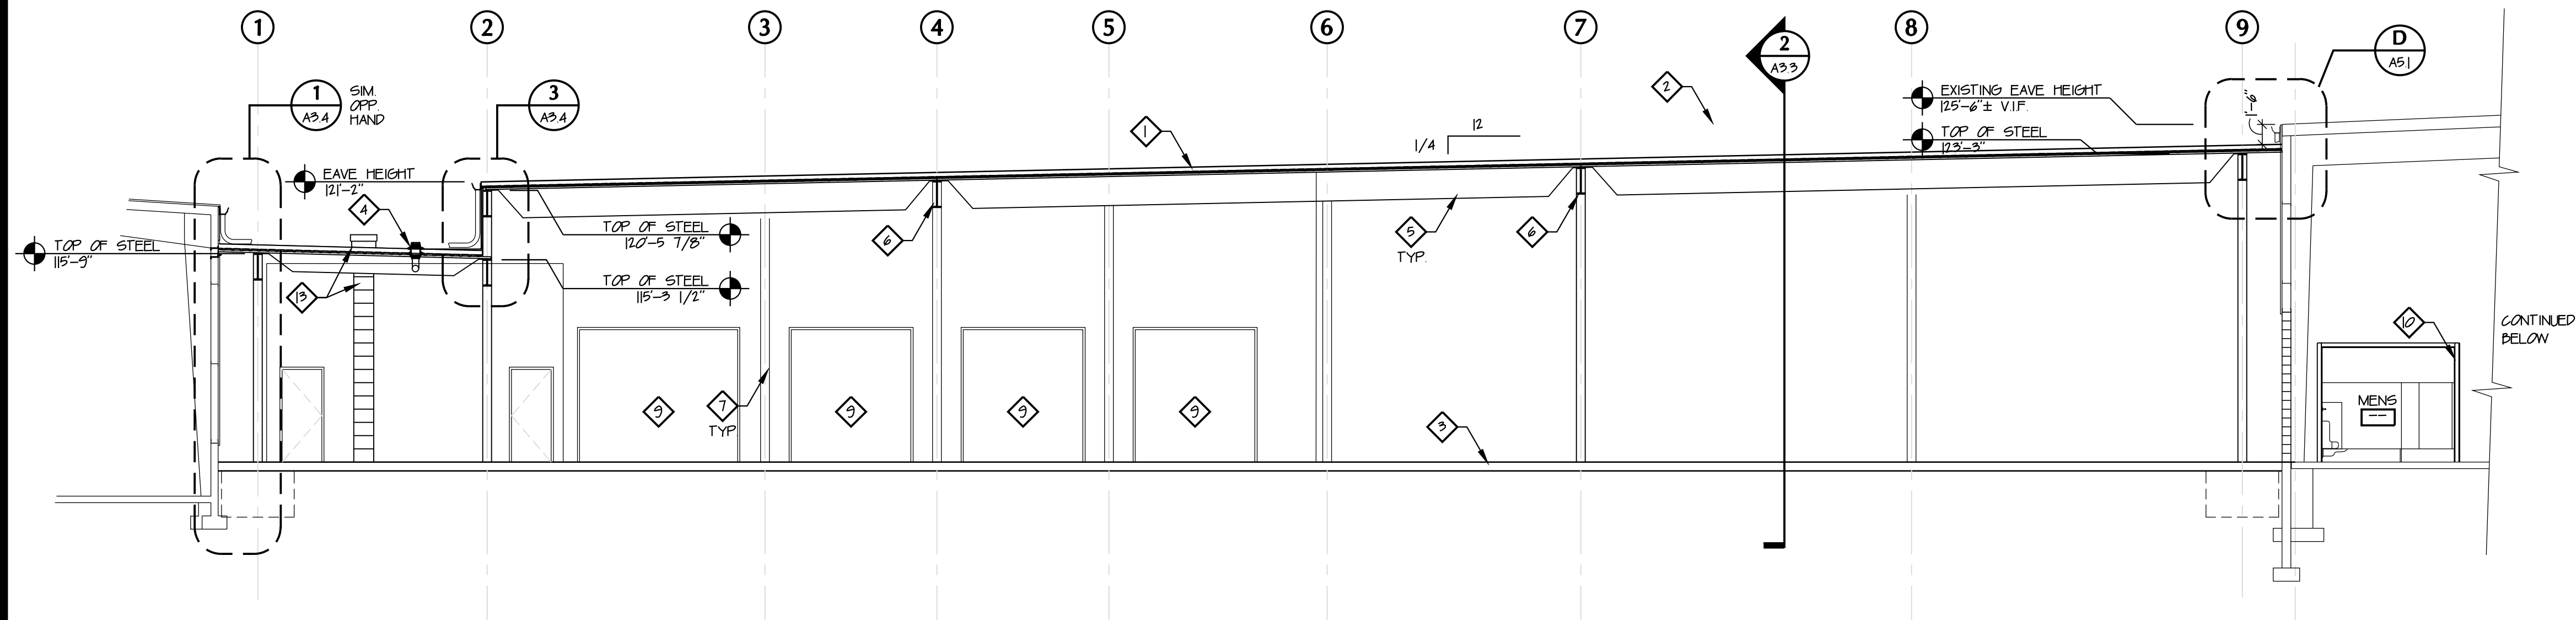 1
2
3
4
5
6
7
8
9
2
A3.3
D
A5.1
1
A3.4
SIM.
OPP.
HAND
3
A3.4
2
EXISTING EAVE HEIGHT
125'-6"± V.I.F.
1'-6"
1
12
1/4
TOP OF STEEL
123'-3"
EAVE HEIGHT
121'-2"
4
TOP OF STEEL
115'-9"
TOP OF STEEL
120'-5 7/8"
6
5
TYP.
6
TOP OF STEEL
115'-3 1/2"
13
10
CONTINUED
BELOW
9
7
TYP
9
9
9
3
MENS
--